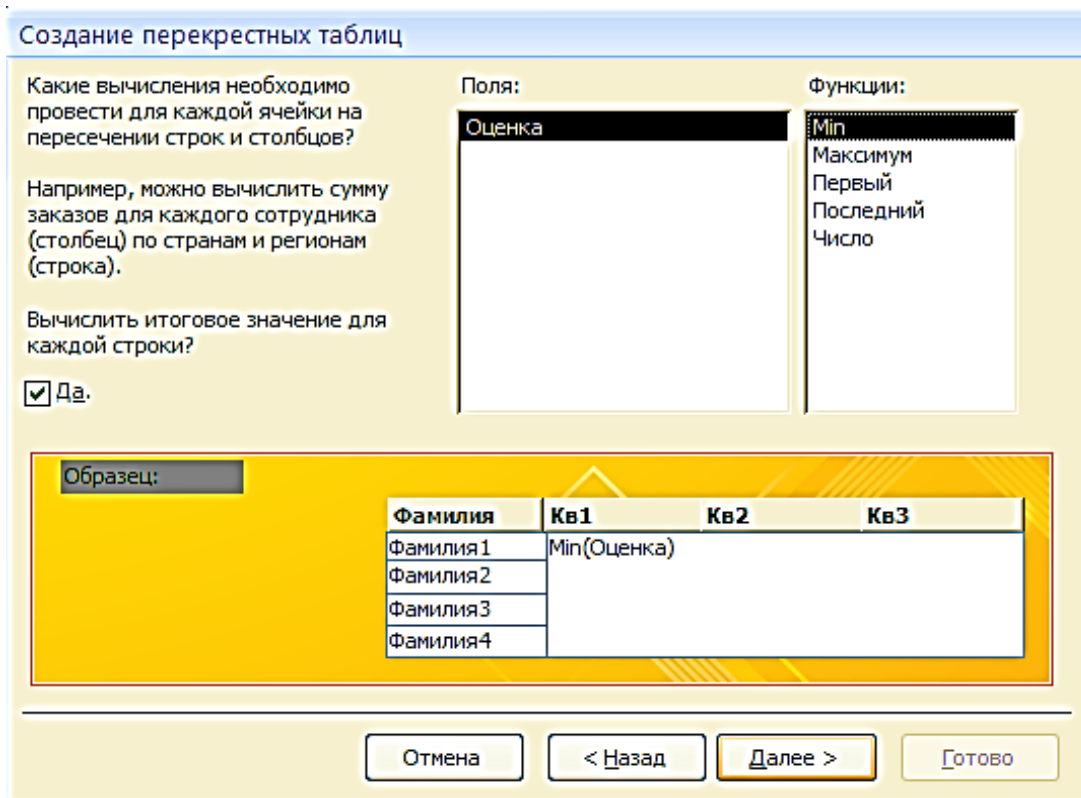 Создание перекрестных таблиц
Какие вычисления необходимо
провести для каждой ячейки на
пересечении строк и столбцов?
Например, можно вычислить сумму
заказов для каждого сотрудника
(столбец) по странам и регионам
(строка).
Вычислить итоговое значение для
каждой строки?
Да.
Поля:
Оценка
Функции:
Min
Максимум
Первый
Последний
Число
Образец:
Фамилия Кв1 Кв2 Кв3
Фамилия1 Min(Оценка)
Фамилия2
Фамилия3
Фамилия4
Отмена < Назад Далее > Готово